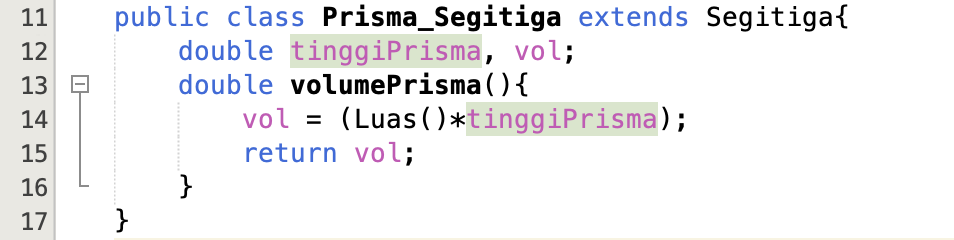 11 public class Prisma_Segitiga extends Segitiga{
12 double tinggiPrisma, vol;
13 double volumePrisma(){
14 vol = (Luas()*tinggiPrisma);
15 return vol;
16 }
17 }